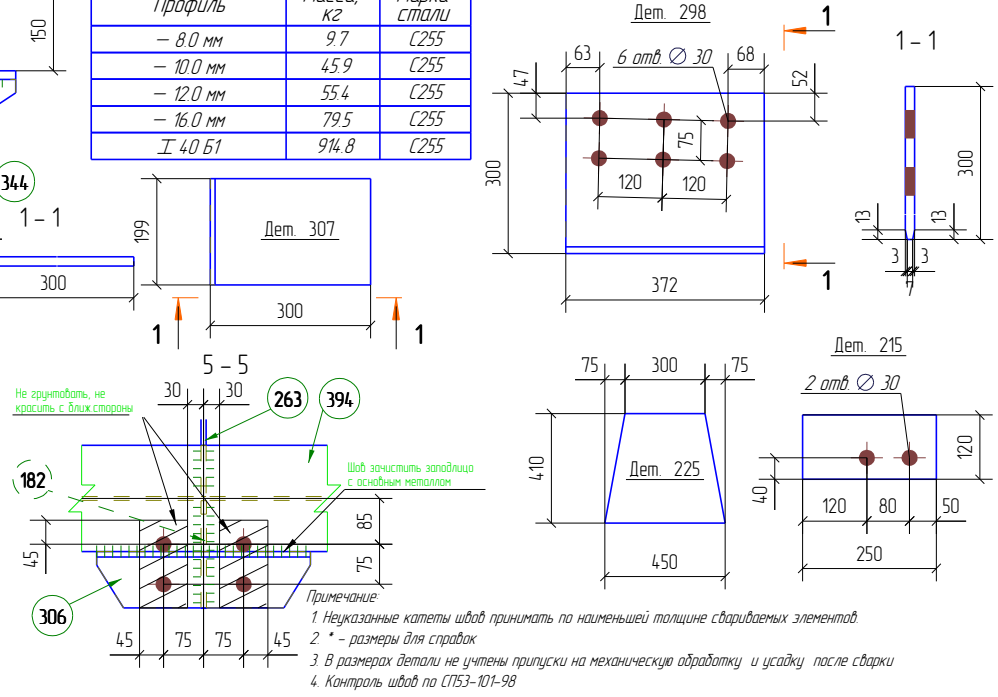 150
Профиль Масса, кг Марка стали
– 8.0 мм 9.7 С255
– 10.0 мм 45.9 С255
– 12.0 мм 55.4 С255
– 16.0 мм 79.5 С255
I 40 Б1 914.8 С255
344
1 – 1
300
199
Дет. 307
300
1
1
Дет. 298
1
63
6 отв. ∅ 30
68
47
52
300
75
120
120
372
1
1 – 1
300
13
13
3
3
5 – 5
Не грунтовать, не
красить с ближ.стороны
30
30
263
394
182
Шов зачистить заподлицо
с основным металлом
85
75
45
306
45
75
75
45
75
300
75
410
Дет. 225
450
Дет. 215
2 отв. ∅ 30
120
40
120
80
50
250
Примечание:
1. Неуказанные катеты швов принимать по наименьшей толщине свариваемых элементов.
2. * – размеры для справок
3. В размерах детали не учтены припуски на механическую обработку и усадку после сварки
4. Контроль швов по СП53-101-98